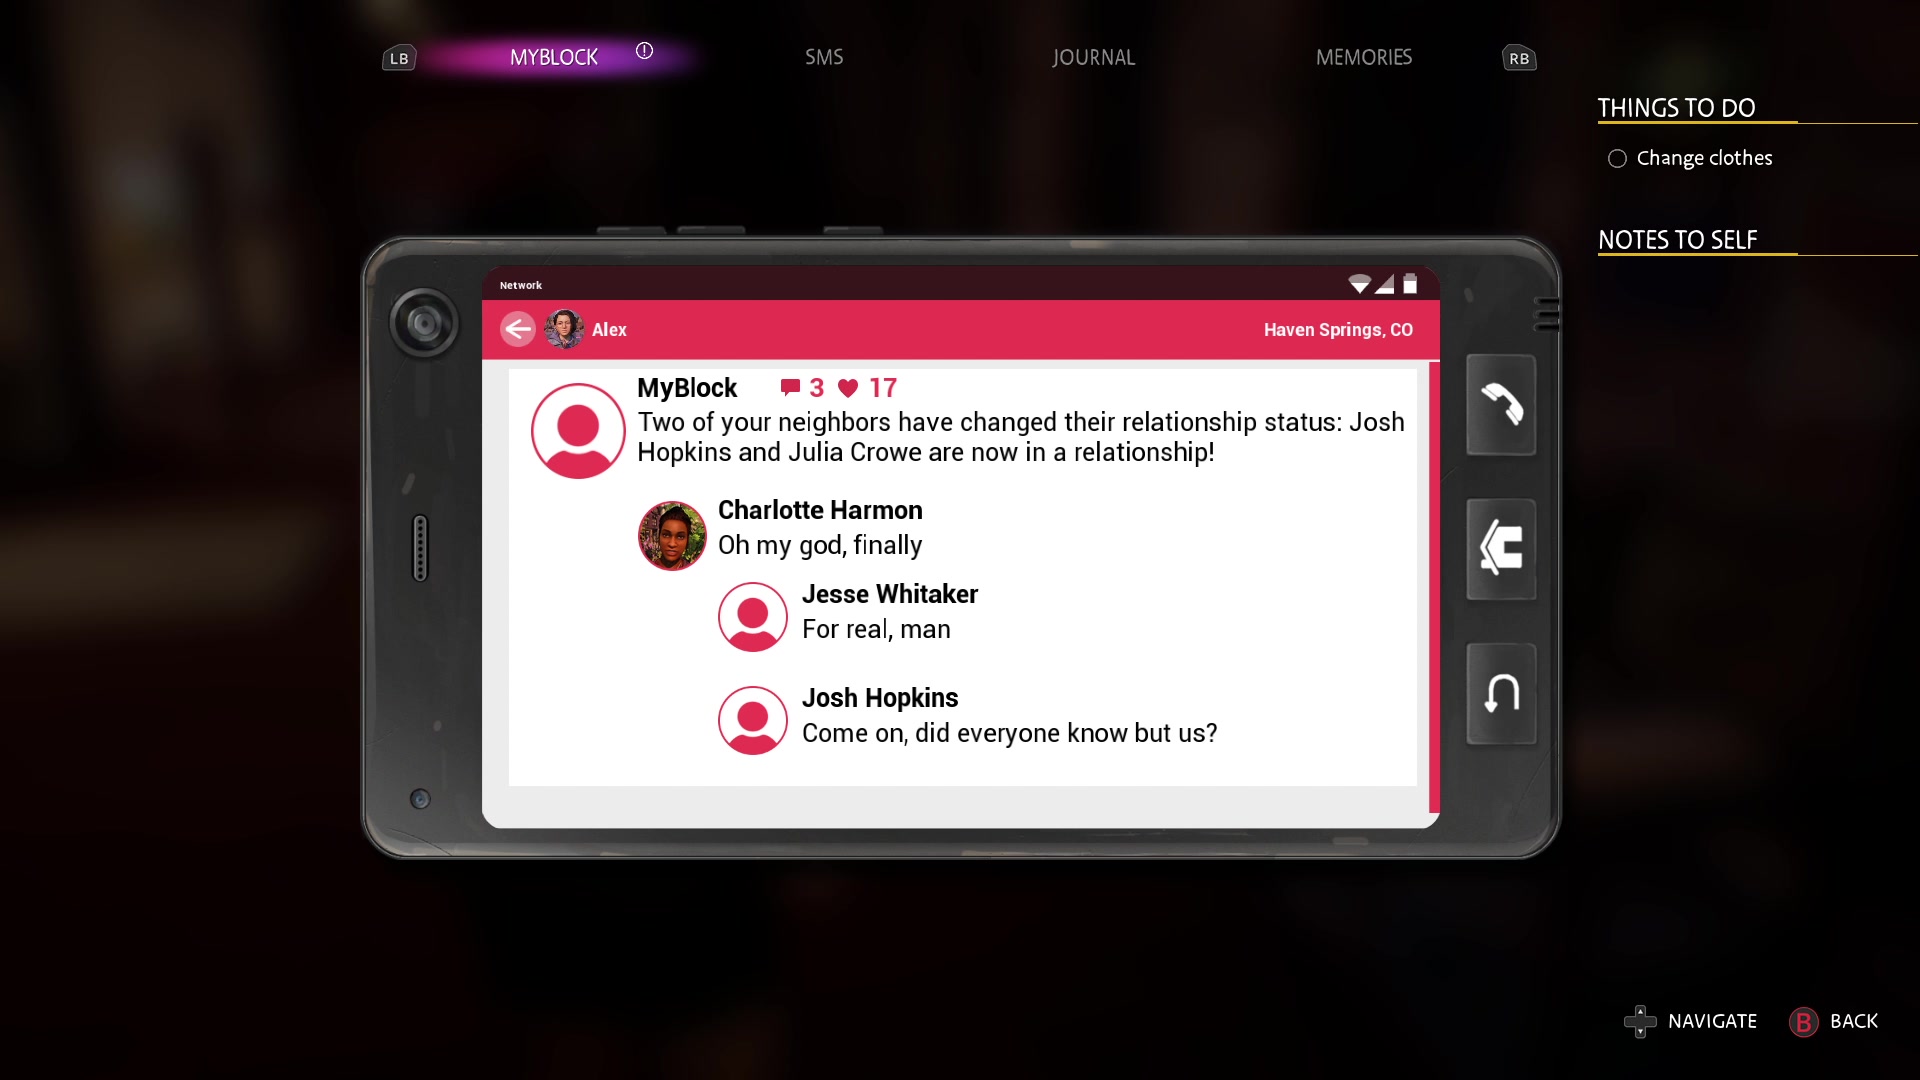 LB
MYBLOCK
SMS
JOURNAL
MEMORIES
RB
THINGS TO DO
Change clothes
NOTES TO SELF
Network
Alex
Haven Springs, CO
MyBlock 3 17
Two of your neighbors have changed their relationship status: Josh
Hopkins and Julia Crowe are now in a relationship!
Charlotte Harmon
Oh my god, finally
Jesse Whitaker
For real, man
Josh Hopkins
Come on, did everyone know but us?
NAVIGATE
B BACK